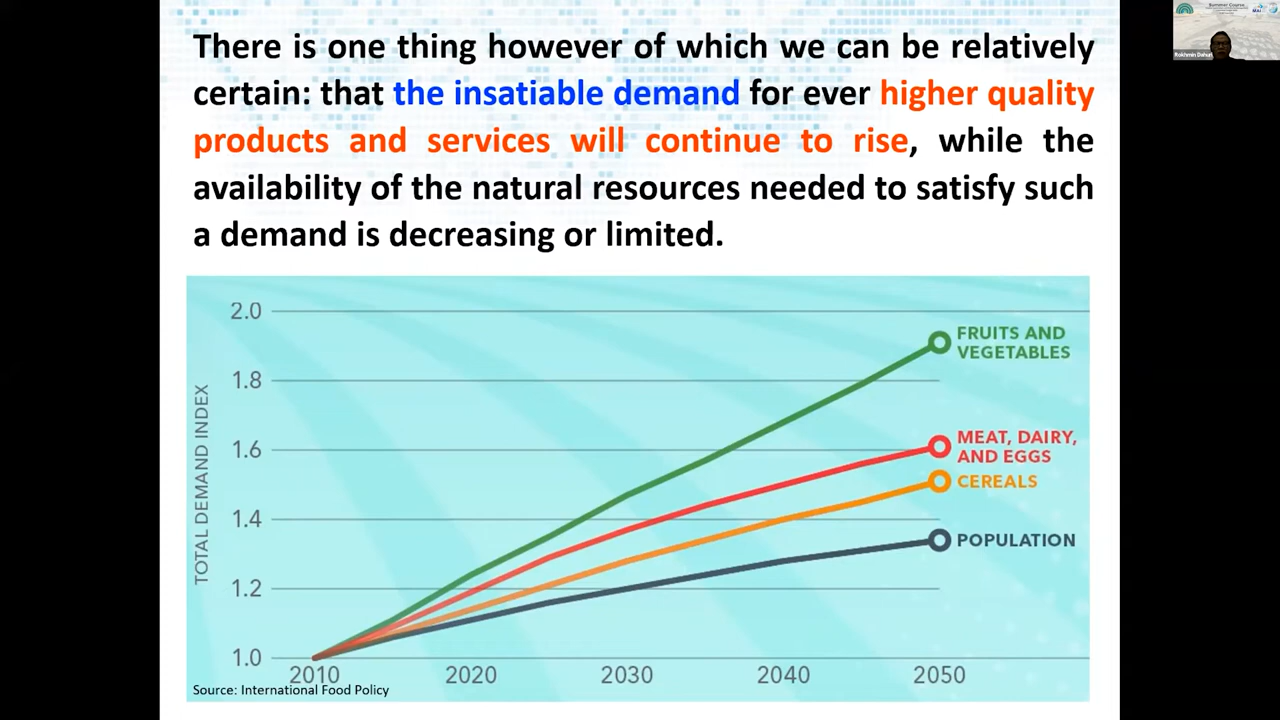 There is one thing however of which we can be relatively
certain: that the insatiable demand for ever higher quality
products and services will continue to rise, while the
availability of the natural resources needed to satisfy such
a demand is decreasing or limited.
TOTAL DEMAND INDEX
2.0
1.8
1.6
1.4
1.2
1.0
FRUITS AND
VEGETABLES
MEAT, DAIRY,
AND EGGS
CEREALS
POPULATION
2010
2020
2030
2040
2050
Source: International Food Policy
Summer Course
Rokhmin Dahuri